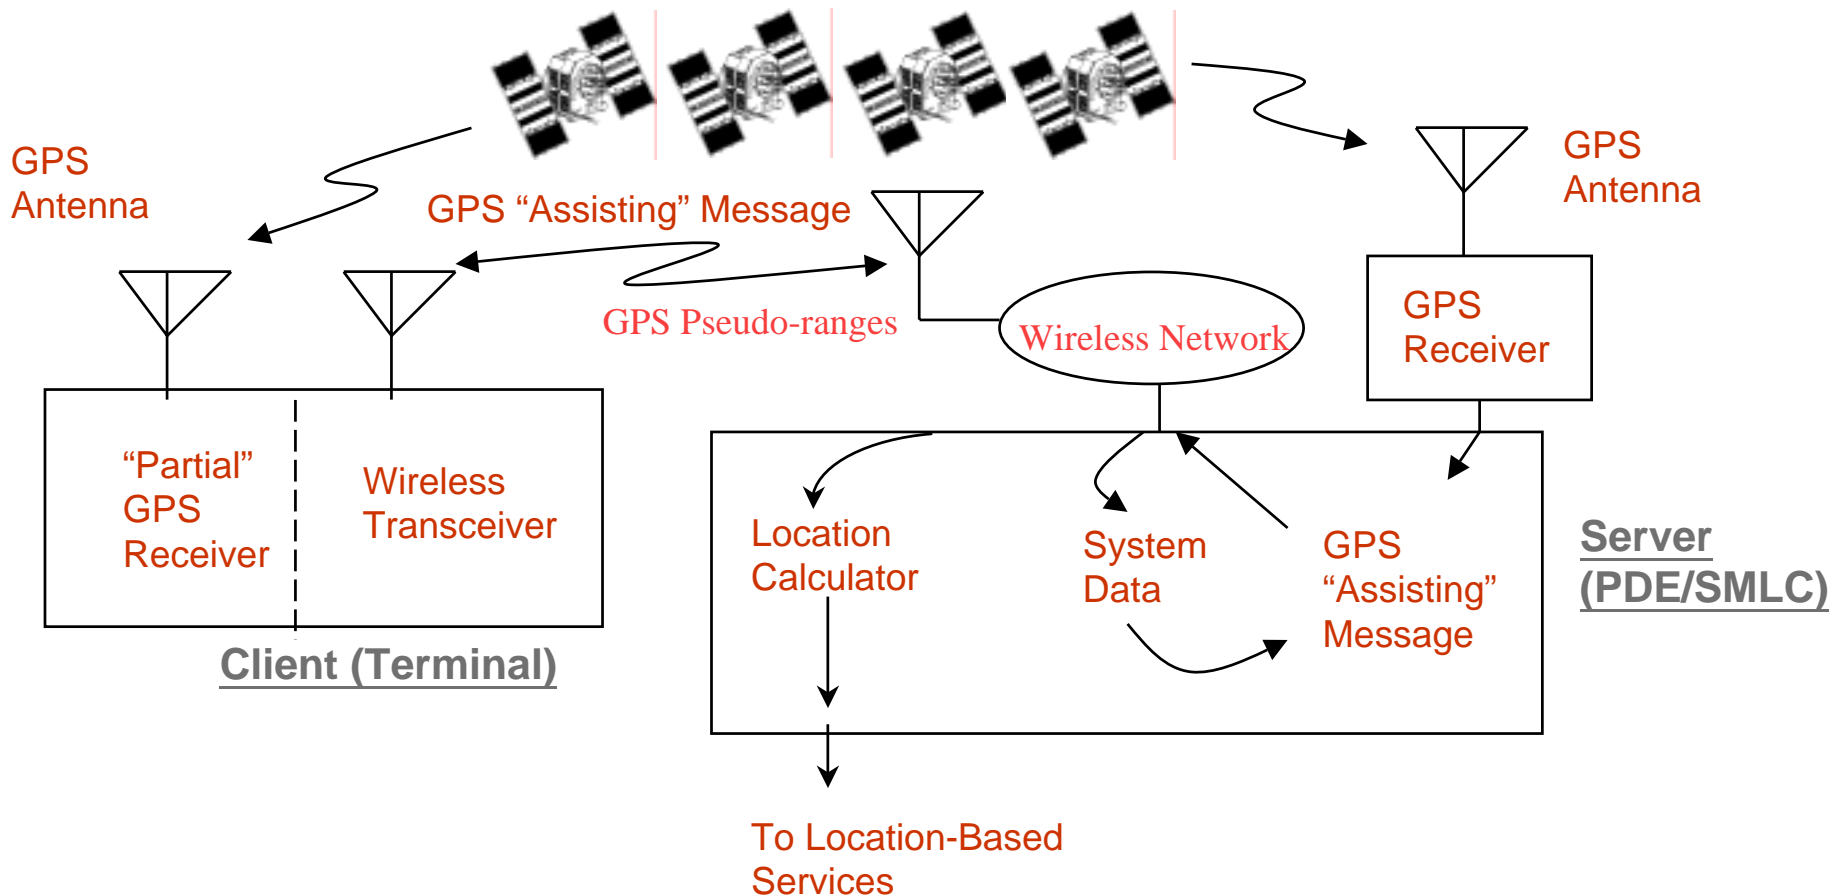 GPS
Antenna
GPS “Assisting” Message
GPS
Antenna
GPS Pseudo-ranges
Wireless Network
GPS
Receiver
“Partial”
GPS
Receiver
Wireless
Transceiver
Client (Terminal)
Location
Calculator
System
Data
GPS
“Assisting”
Message
Server
(PDE/SMLC)
To Location-Based
Services